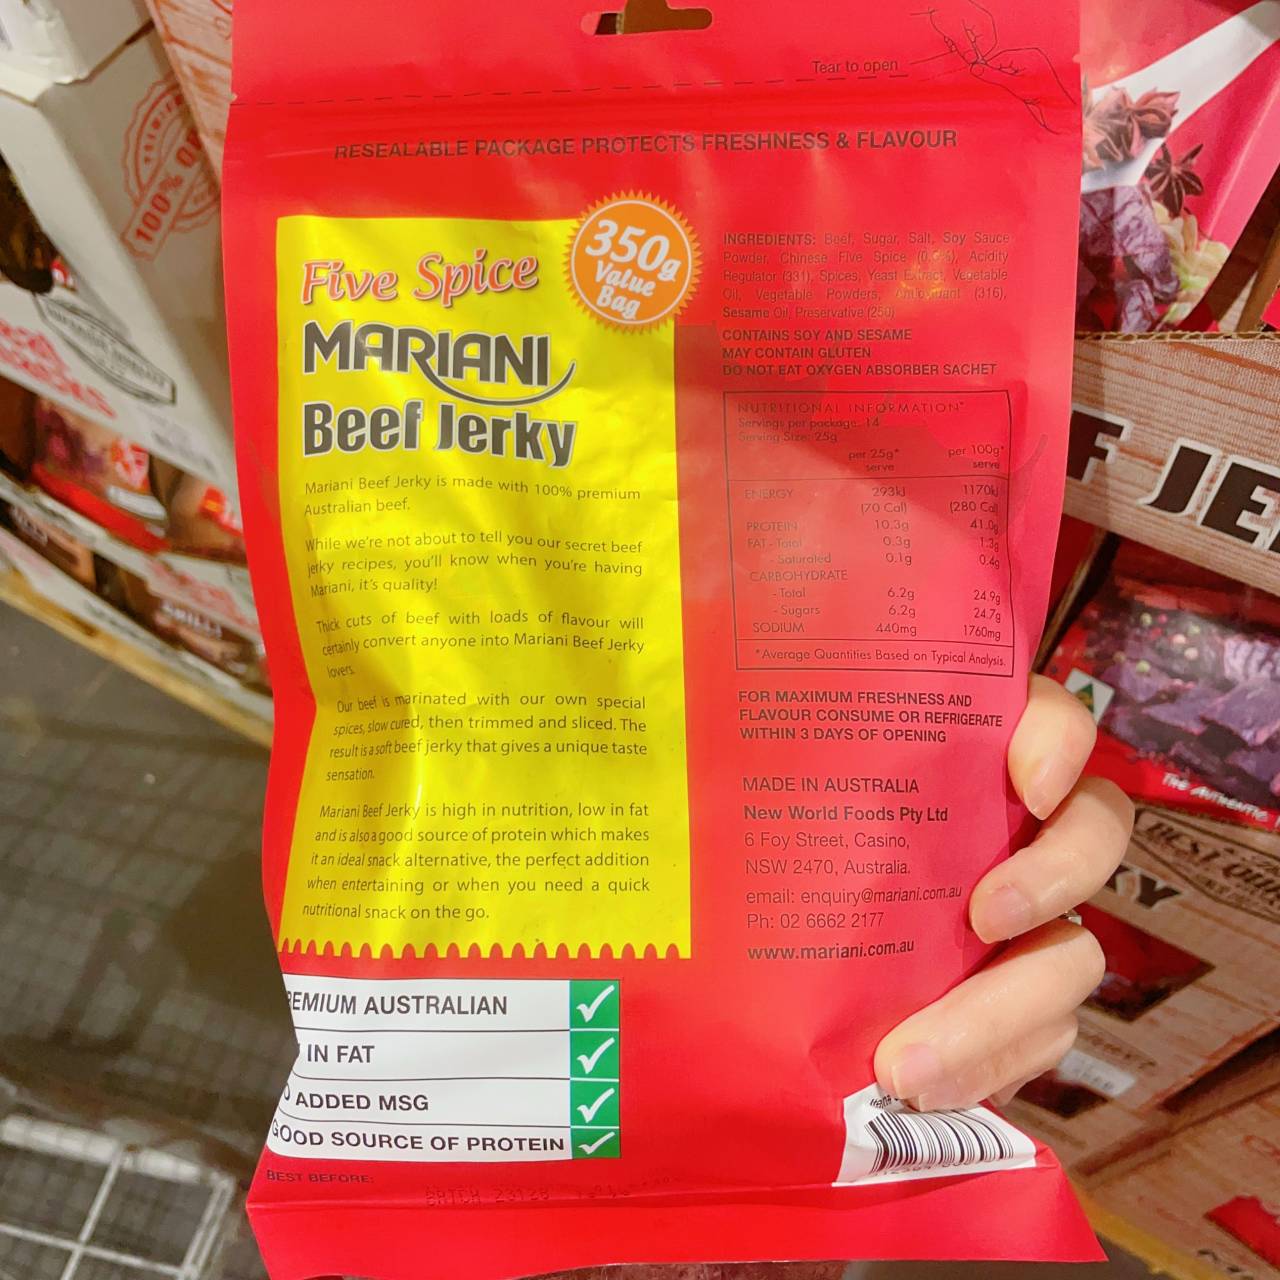 Tear to open
RESEALABLE PACKAGE PROTECTS FRESHNESS & FLAVOUR
350g
Value
Bag
Five Spice
MARIANI
Beef Jerky
Mariani Beef Jerky is made with 100% premium
Australian beef.
While we're not about to tell you our secret beef
jerky recipes, you'll know when you're having
Mariani, it's quality!
Thick cuts of beef with loads of flavour will
certainly convert anyone into Mariani Beef Jerky
lovers.
Our beef is marinated with our own special
spices, slow cured, then trimmed and sliced. The
result is a soft beef jerky that gives a unique taste
sensation.
Mariani Beef Jerky is high in nutrition, low in fat
and is also a good source of protein which makes
it an ideal snack alternative, the perfect addition
when entertaining or when you need a quick
nutritional snack on the go.
EMIUM AUSTRALIAN
IN FAT
ADDED MSG
GOOD SOURCE OF PROTEIN
BEST BEFORE:
INGREDIENTS: Beef, Sugar, Salt, Soy Sauce
Powder, Chinese Five Spice Acidity
Regulator (331), Spices, Yeast Extract, Vegetable
Oil, Vegetable Powders, Antioxidant (316),
Sesame Oil, Preservative (250)
CONTAINS SOY AND SESAME
MAY CONTAIN GLUTEN
DO NOT EAT OXYGEN ABSORBER SACHET
NUTRITIONAL INFORMATION*
Servings per package: 14
Serving Size: 25g
per 25g* per 100g*
serve serve
ENERGY 293kJ 1170kJ
(70 Cal) (280 Cal)
PROTEIN 10.3g 41.0g
FAT - Total 0.3g 1.3g
- Saturated 0.1g 0.4g
CARBOHYDRATE
- Total 6.2g 24.9g
- Sugars 6.2g 24.7g
SODIUM 440mg 1760mg
*Average Quantities Based on Typical Analysis.
FOR MAXIMUM FRESHNESS AND
FLAVOUR CONSUME OR REFRIGERATE
WITHIN 3 DAYS OF OPENING
MADE IN AUSTRALIA
New World Foods Pty Ltd
6 Foy Street, Casino,
NSW 2470, Australia.
email: enquiry@mariani.com.au
Ph: 02 6662 2177
www.mariani.com.au
100%
F JE
THE AUTHENTIC
KY